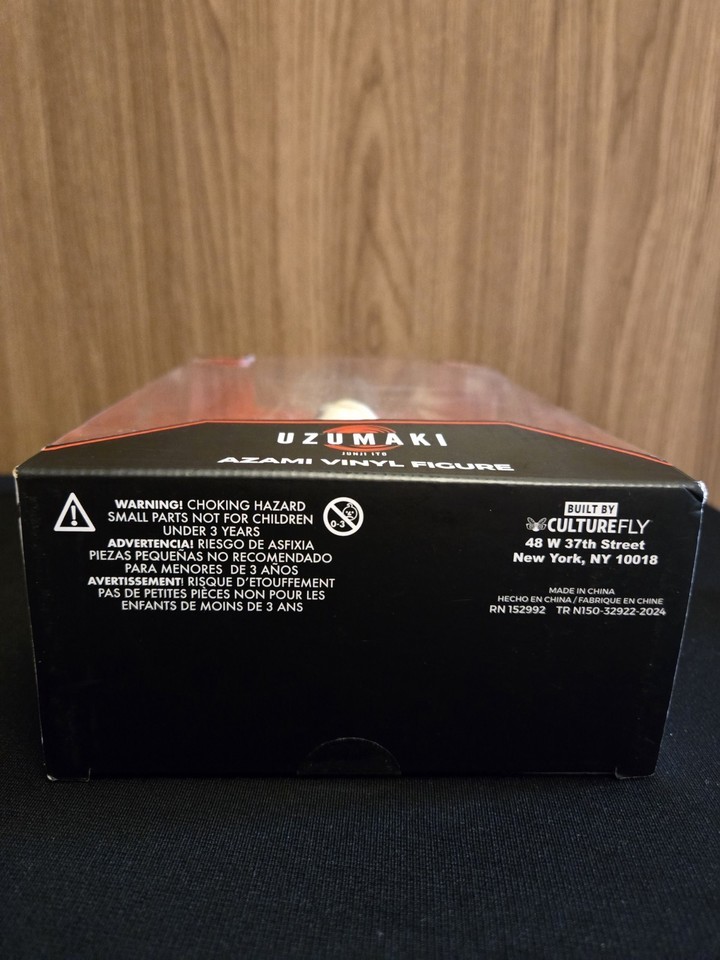 UZUMAKI
JUNJI ITO
AZAMI VINYL FIGURE
WARNING! CHOKING HAZARD
SMALL PARTS NOT FOR CHILDREN
UNDER 3 YEARS
ADVERTENCIA! RIESGO DE ASFIXIA
PIEZAS PEQUEÑAS NO RECOMENDADO
PARA MENORES DE 3 AÑOS
AVERTISSEMENT! RISQUE D'ETOUFFEMENT
PAS DE PETITES PIÈCES NON POUR LES
ENFANTS DE MOINS DE 3 ANS
0-3
BUILT BY
CULTUREFLY
48 W 37th Street
New York, NY 10018
MADE IN CHINA
HECHO EN CHINA / FABRIQUE EN CHINE
RN 152992 TR N150-32922-2024